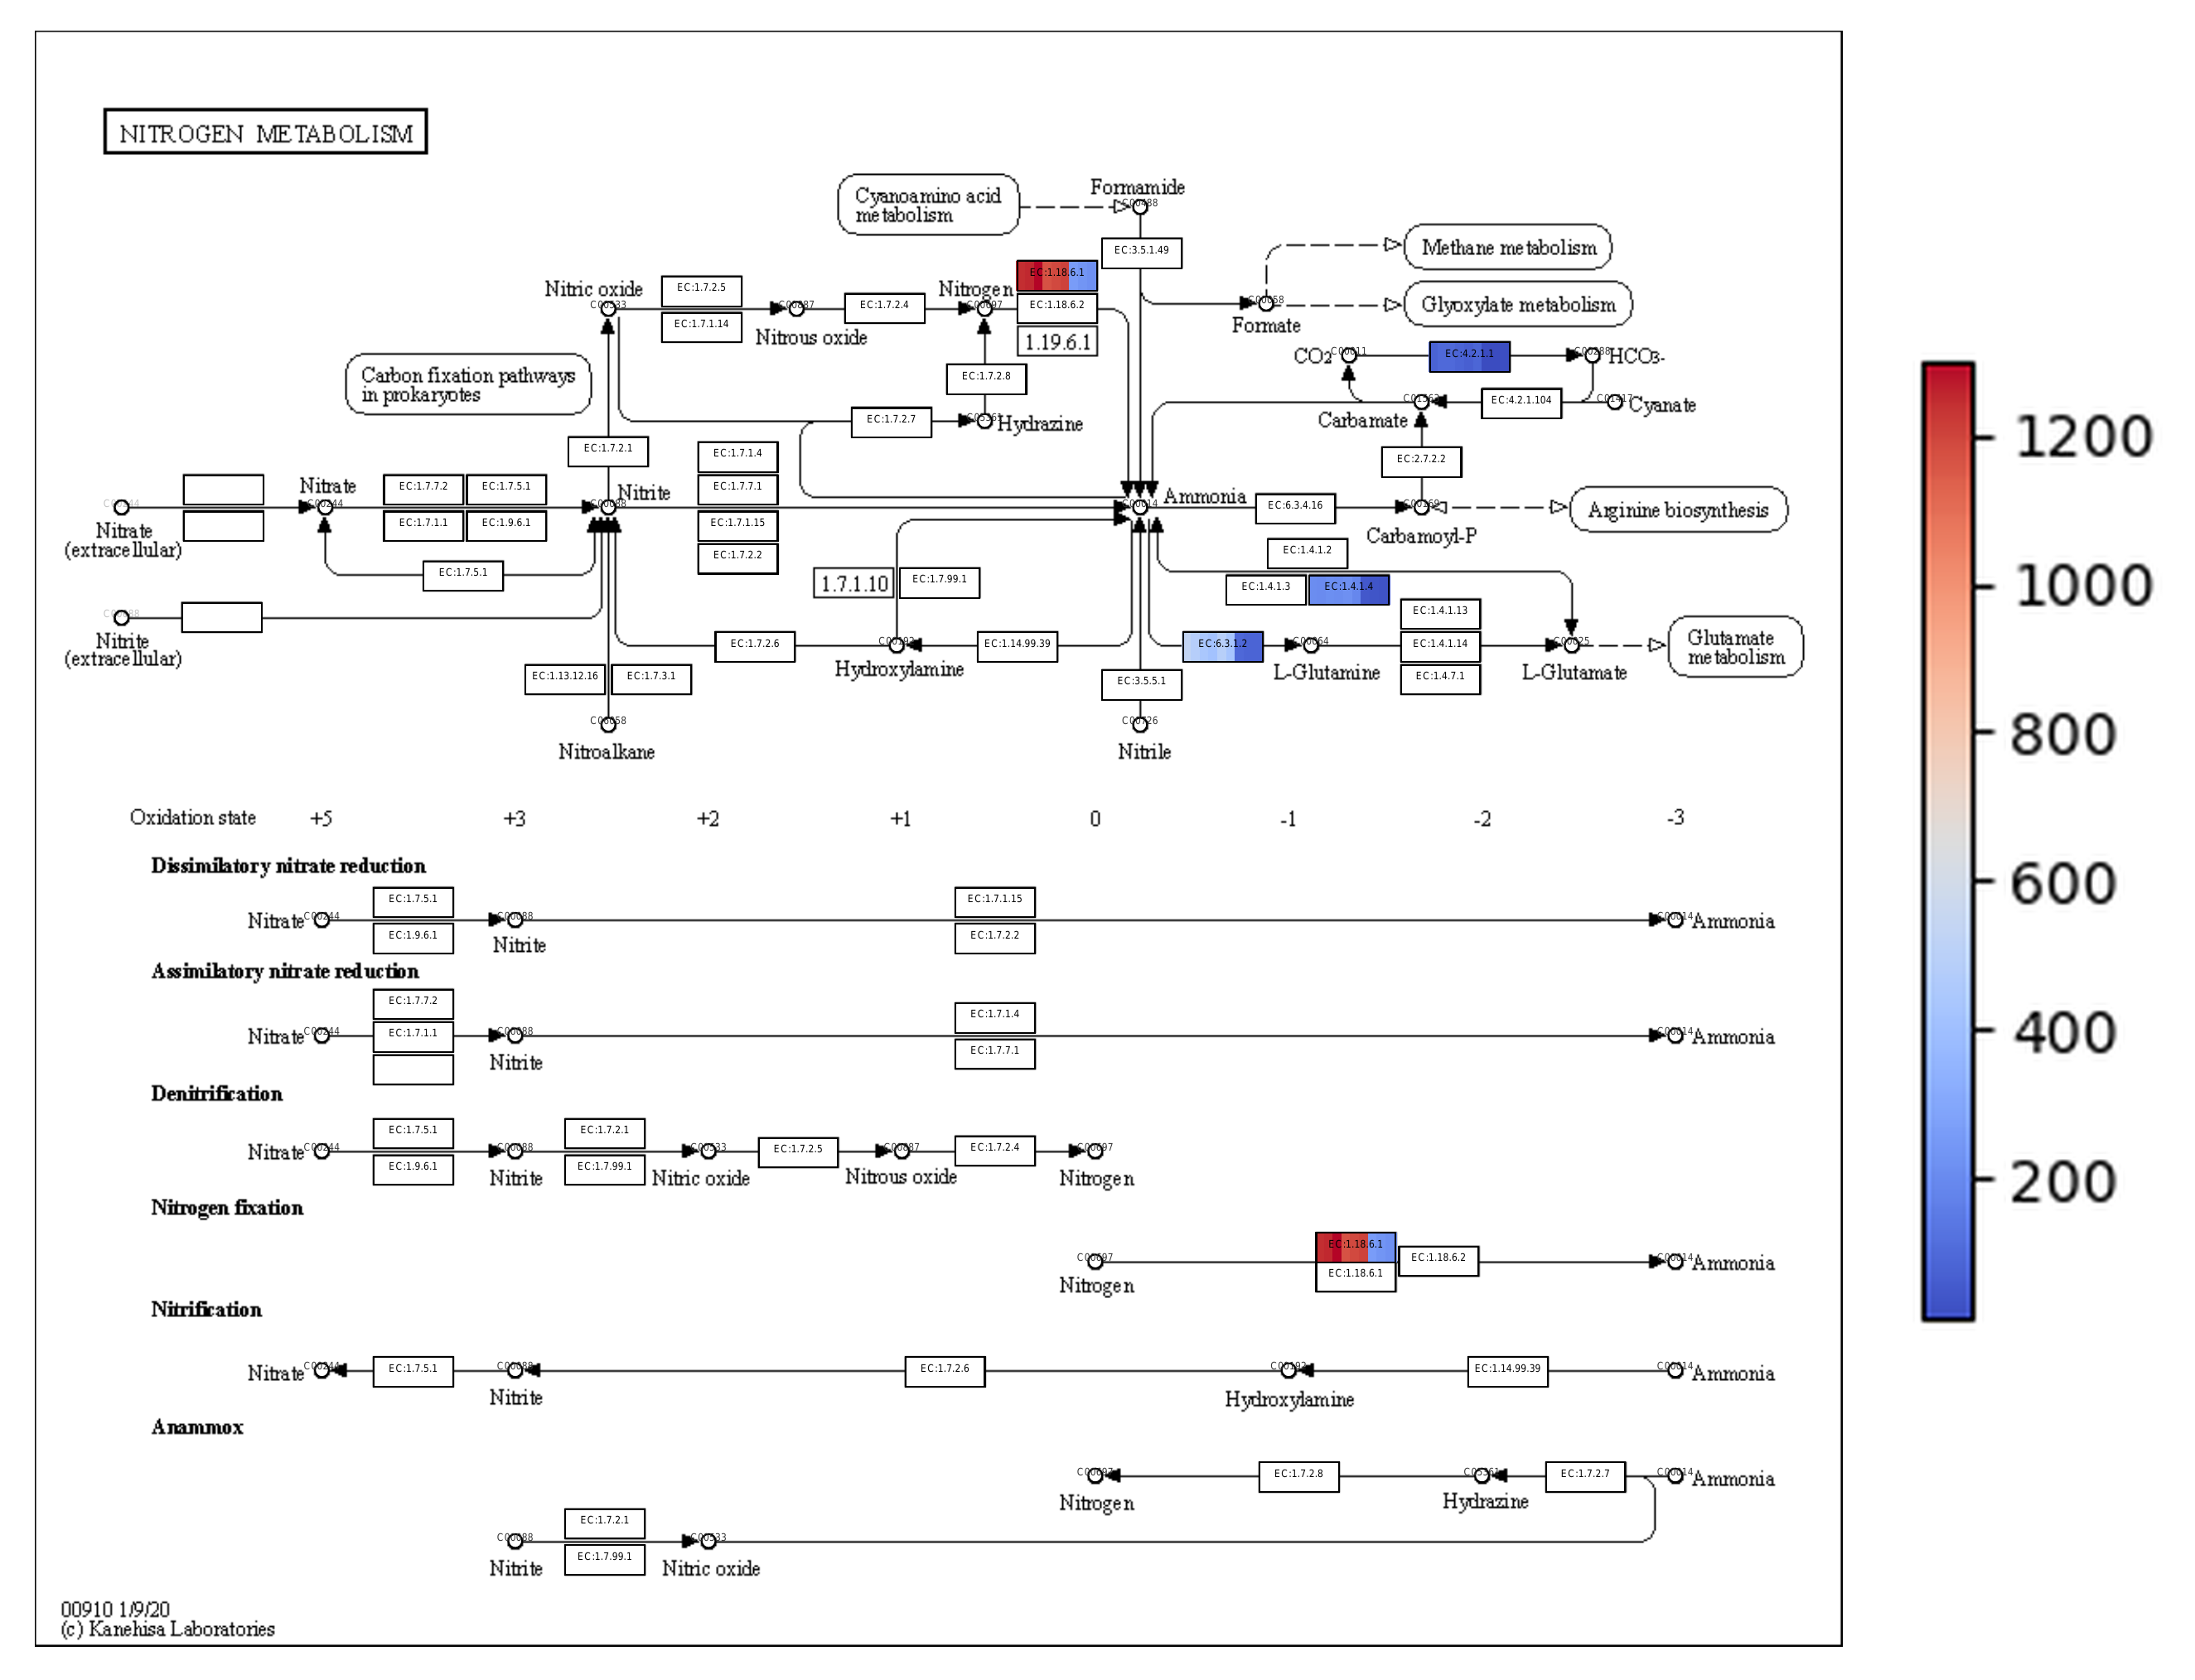 NITROGEN METABOLISM
Cyanoamino acid
metabolism
Formamide
C00488
EC:3.5.1.49
Methane metabolism
Glyoxylate metabolism
C00058
Formate
Nitric oxide
C00533
EC:1.7.2.5
EC:1.7.1.14
C00887
Nitrous oxide
EC:1.7.2.4
Nitrogen
C00697
EC:1.18.6.1
EC:1.18.6.2
1.19.6.1
CO2
C00011
EC:4.2.1.1
C00288
HCO3-
Carbon fixation pathways
in prokaryotes
EC:1.7.2.8
EC:1.7.2.7
Hydrazine
Carbamate
EC:4.2.1.104
C01417
Cyanate
EC:1.7.2.1
EC:1.7.1.4
EC:1.7.7.1
EC:1.7.1.15
EC:1.7.2.2
EC:2.7.2.2
Nitrate
(extracellular)
Nitrate
C00244
EC:1.7.7.2
EC:1.7.5.1
EC:1.7.1.1
EC:1.9.6.1
Nitrite
C00088
Ammonia
C00014
EC:6.3.4.16
C00169
Carbamoyl-P
Arginine biosynthesis
EC:1.7.5.1
1.7.1.10
EC:1.7.99.1
EC:1.4.1.2
EC:1.4.1.3
EC:1.4.1.4
Nitrite
(extracellular)
EC:1.7.2.6
C00192
Hydroxylamine
EC:1.14.99.39
EC:6.3.1.2
C00064
L-Glutamine
EC:1.4.1.13
EC:1.4.1.14
EC:1.4.7.1
C00025
L-Glutamate
Glutamate
metabolism
EC:1.13.12.16
EC:1.7.3.1
EC:3.5.5.1
Nitroalkane
C00726
Nitrile
Oxidation state +5 +3 +2 +1 0 -1 -2 -3
Dissimilatory nitrate reduction
Nitrate
C00244
EC:1.7.5.1
EC:1.9.6.1
C00088
Nitrite
EC:1.7.1.15
EC:1.7.2.2
C00014
Ammonia
Assimilatory nitrate reduction
Nitrate
C00244
EC:1.7.7.2
EC:1.7.1.1
C00088
Nitrite
EC:1.7.1.4
EC:1.7.7.1
C00014
Ammonia
Denitrification
Nitrate
C00244
EC:1.7.5.1
EC:1.9.6.1
C00088
Nitrite
EC:1.7.2.1
EC:1.7.99.1
C00533
Nitric oxide
EC:1.7.2.5
C00887
Nitrous oxide
EC:1.7.2.4
C00697
Nitrogen
Nitrogen fixation
C00697
Nitrogen
EC:1.18.6.1
EC:1.18.6.1
EC:1.18.6.2
C00014
Ammonia
Nitrification
Nitrate
C00244
EC:1.7.5.1
C00088
Nitrite
EC:1.7.2.6
C00192
Hydroxylamine
EC:1.14.99.39
C00014
Ammonia
Anammox
C00697
Nitrogen
EC:1.7.2.8
C05361
Hydrazine
EC:1.7.2.7
C00014
Ammonia
C00088
Nitrite
EC:1.7.2.1
EC:1.7.99.1
C00533
Nitric oxide
00910 1/9/20
(c) Kanehisa Laboratories
1200
1000
800
600
400
200